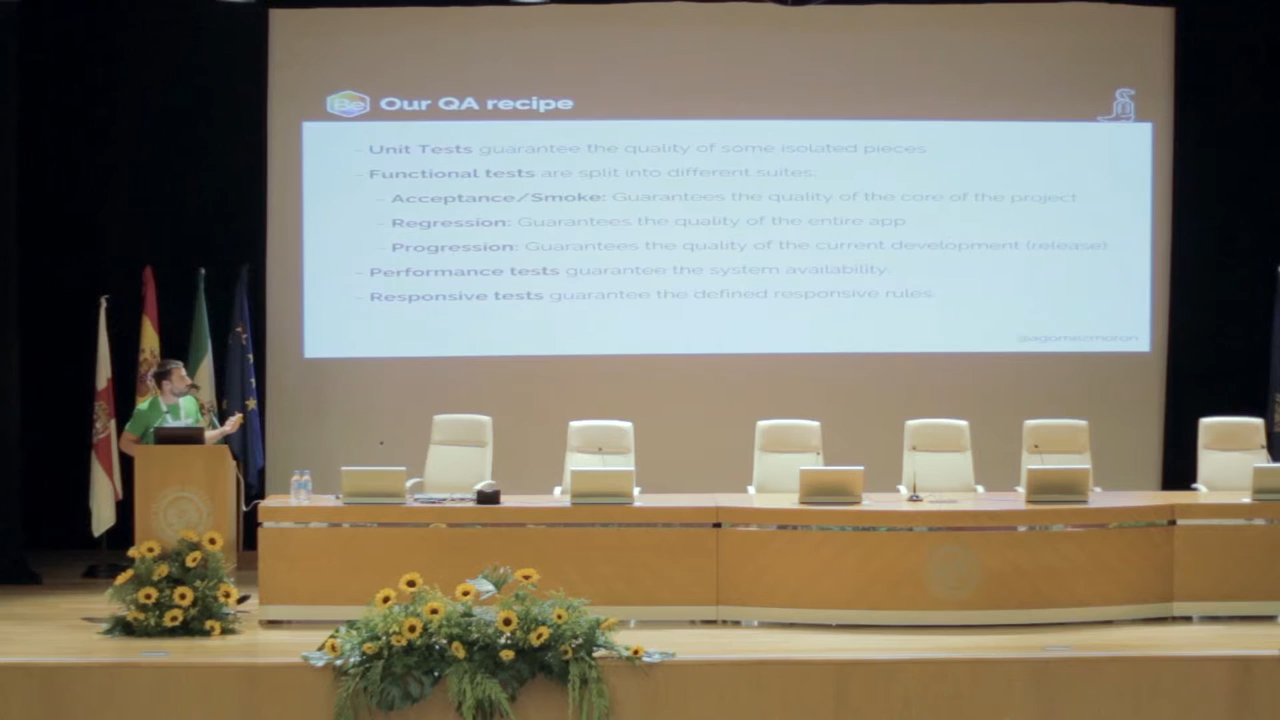 Be Our QA recipe
- Unit Tests guarantee the quality of some isolated pieces
- Functional tests are split into different suites.
- Acceptance/Smoke: Guarantees the quality of the core of the project
- Regression: Guarantees the quality of the entire app
- Progression: Guarantees the quality of the current development (release)
- Performance tests guarantee the system availability.
- Responsive tests guarantee the defined responsive rules.
@agomezmoron